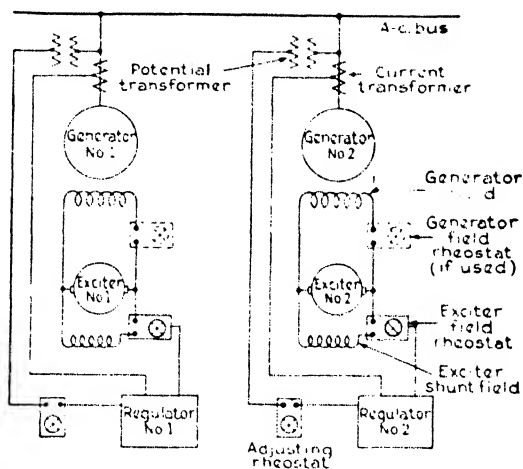 A-c. bus
Potential
transformer
Current
transformer
Generator
No.1
Generator
No.2
Generator
d
Generator
field
rheostat
(if used)
Exciter
No.1
Exciter
No.2
Exciter
field
rheostat
Exciter
shunt field
Regulator
No.1
Regulator
No.2
Adjusting
rheostat